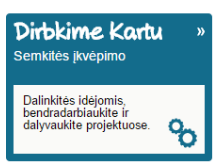 Dirbkime Kartu »
Semkitės įkvėpimo
Dalinkitės idėjomis,
bendradarbiaukite ir
dalyvaukite projektuose.